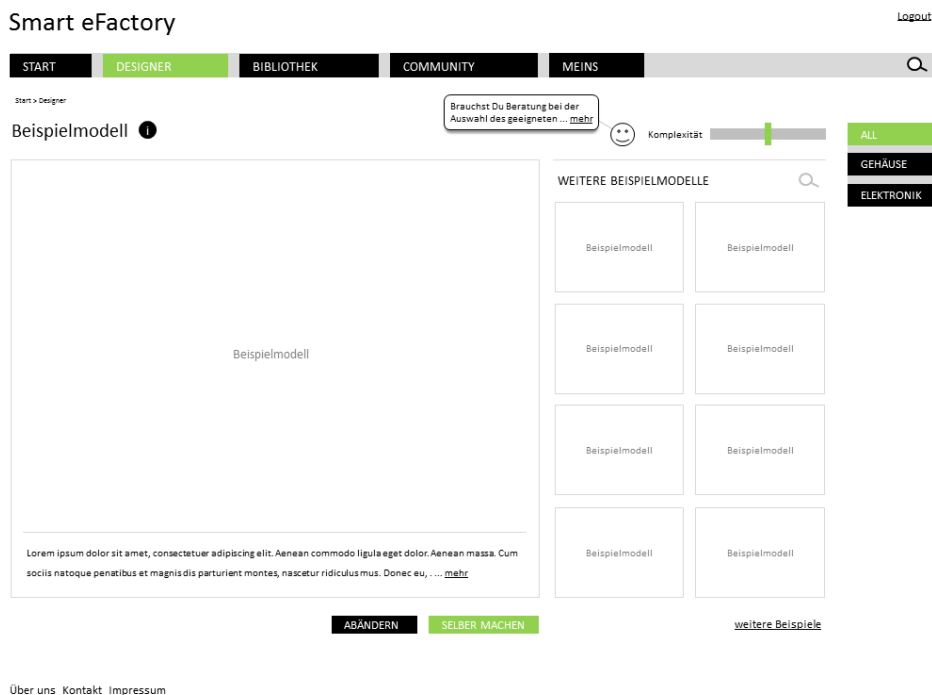 Smart eFactory
Logout
START
DESIGNER
BIBLIOTHEK
COMMUNITY
MEINS
Start > Designer
Brauchst Du Beratung bei der
Auswahl des geeigneten ... mehr
Beispielmodell i
Komplexität
ALL
GEHÄUSE
ELEKTRONIK
WEITERE BEISPIELMODELLE
Beispielmodell
Beispielmodell
Beispielmodell
Beispielmodell
Beispielmodell
Beispielmodell
Beispielmodell
Beispielmodell
Beispielmodell
Lorem ipsum dolor sit amet, consectetuer adipiscing elit. Aenean commodo ligula eget dolor. Aenean massa. Cum
sociis natoque penatibus et magnis dis parturient montes, nascetur ridiculus mus. Donec eu, . ... mehr
ABÄNDERN
SELBER MACHEN
weitere Beispiele
Über uns Kontakt Impressum